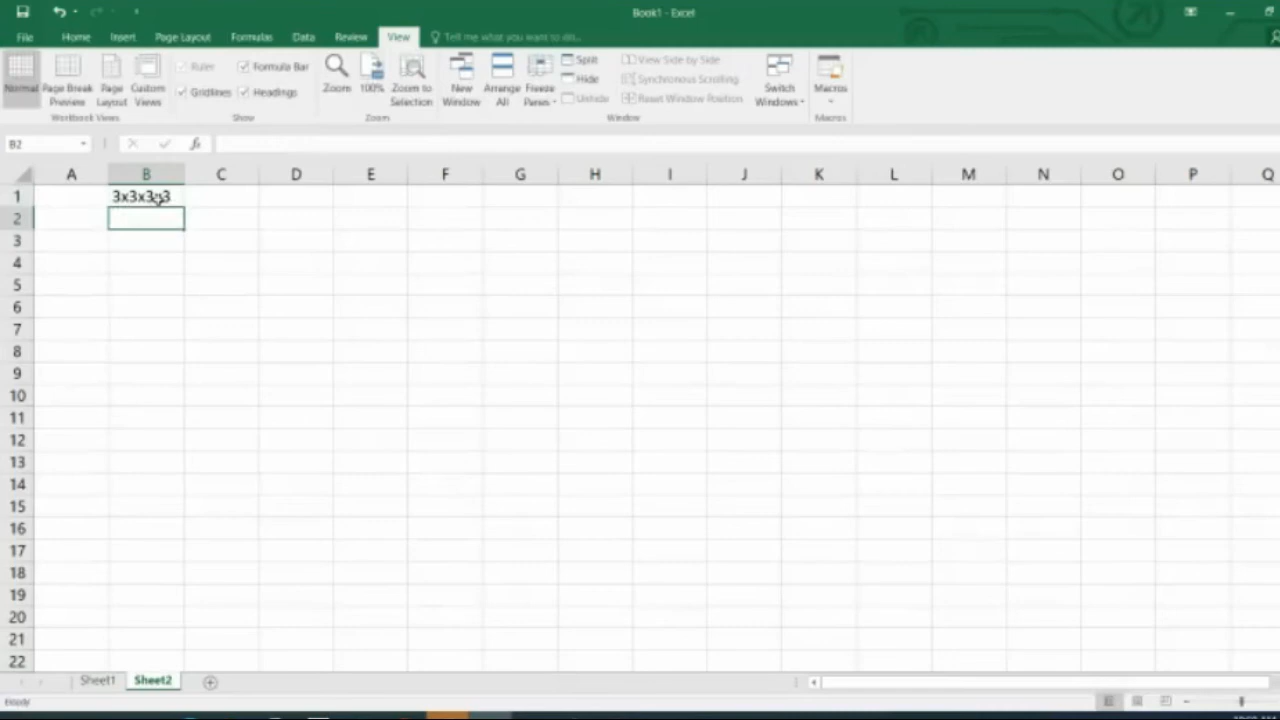 Book1 - Excel
File Home Insert Page Layout Formulas Data Review View Tell me what you want to do...
Ruler Formula Bar Split View Side by Side
Hide Synchronous Scrolling
Normal Page Break Page Custom Zoom 100% Zoom to New Arrange Freeze Switch Macros
Gridlines Headings Unhide Reset Window Position
Preview Layout Views Selection Window All Panes Windows
Workbook Views Show Zoom Window Macros
B2 fx
A B C D E F G H I J K L M N O P Q
1 3x3x3x3
2
3
4
5
6
7
8
9
10
11
12
13
14
15
16
17
18
19
20
21
22
Sheet1 Sheet2
Ready